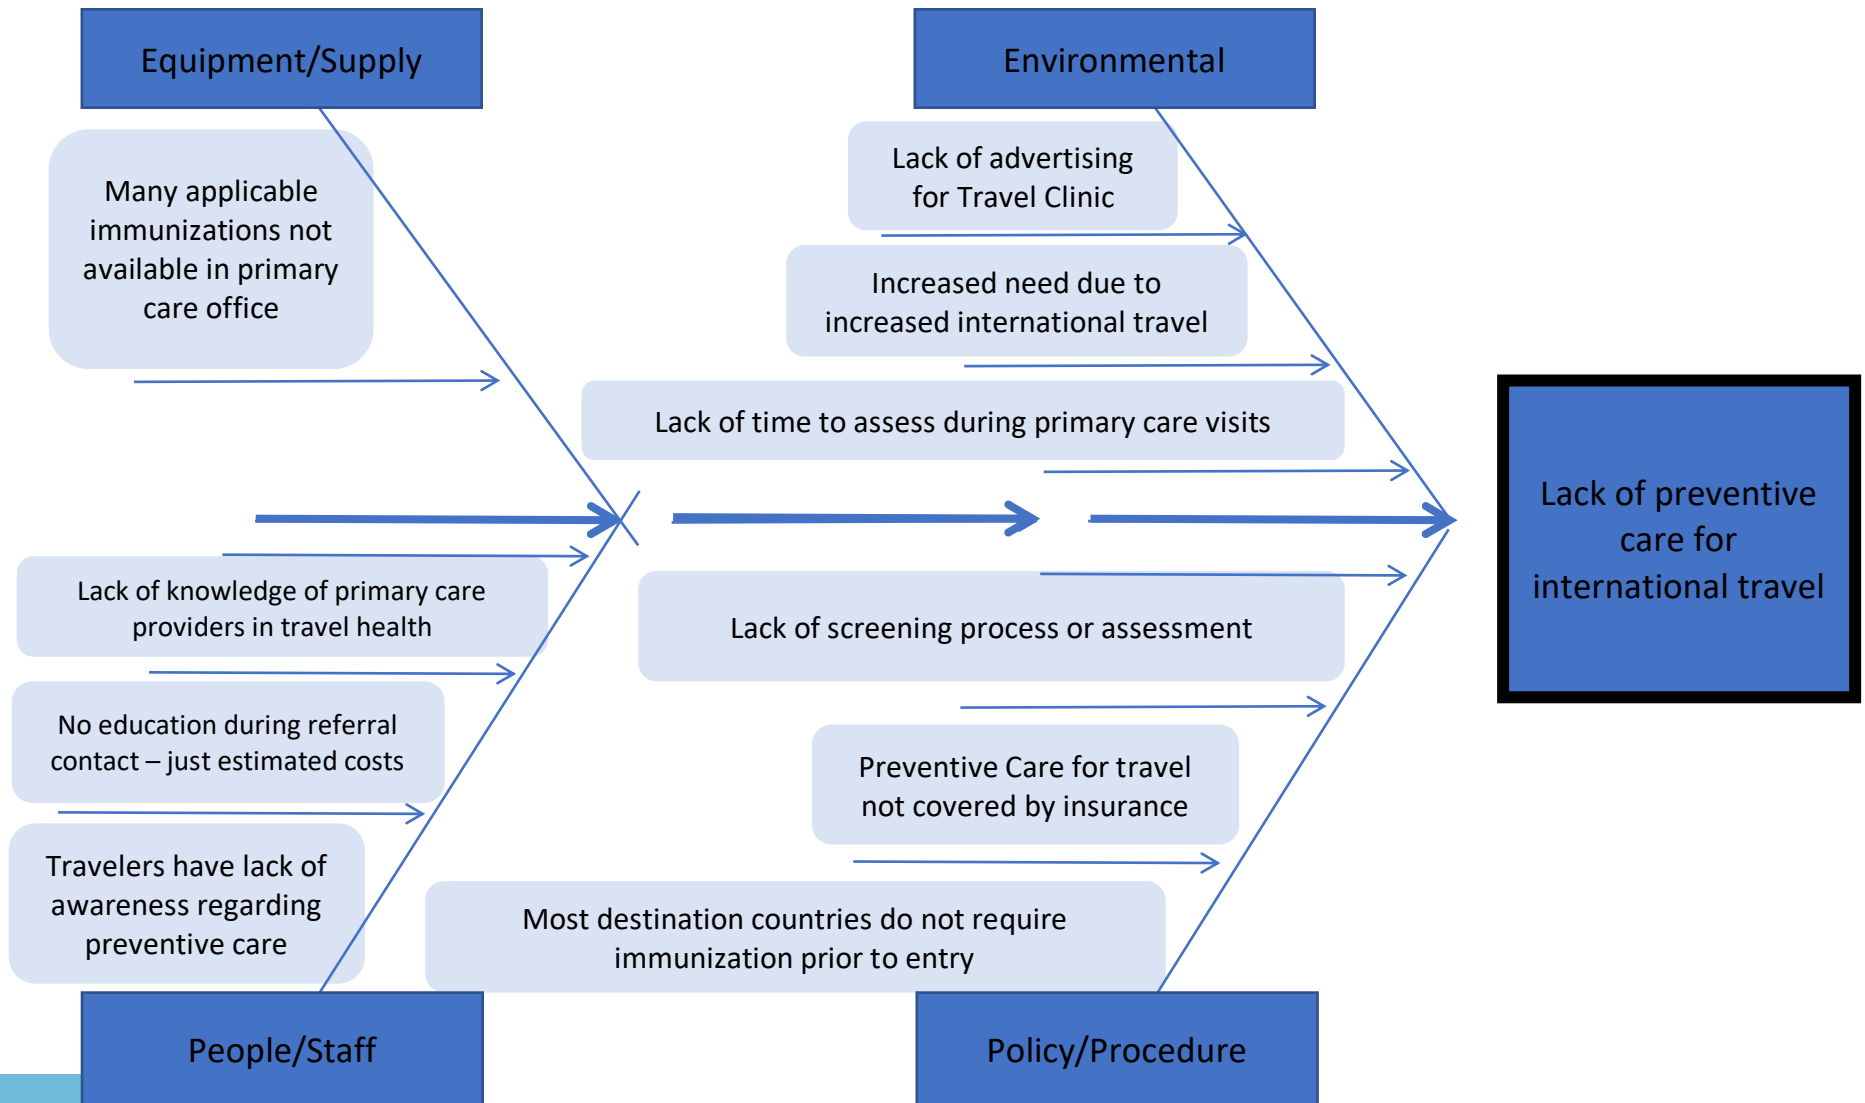 Equipment/Supply
Environmental
Many applicable
immunizations not
available in primary
care office
Lack of advertising
for Travel Clinic
Increased need due to
increased international travel
Lack of time to assess during primary care visits
Lack of preventive
care for
international travel
Lack of knowledge of primary care
providers in travel health
No education during referral
contact – just estimated costs
Travelers have lack of
awareness regarding
preventive care
Lack of screening process or assessment
Preventive Care for travel
not covered by insurance
Most destination countries do not require
immunization prior to entry
People/Staff
Policy/Procedure